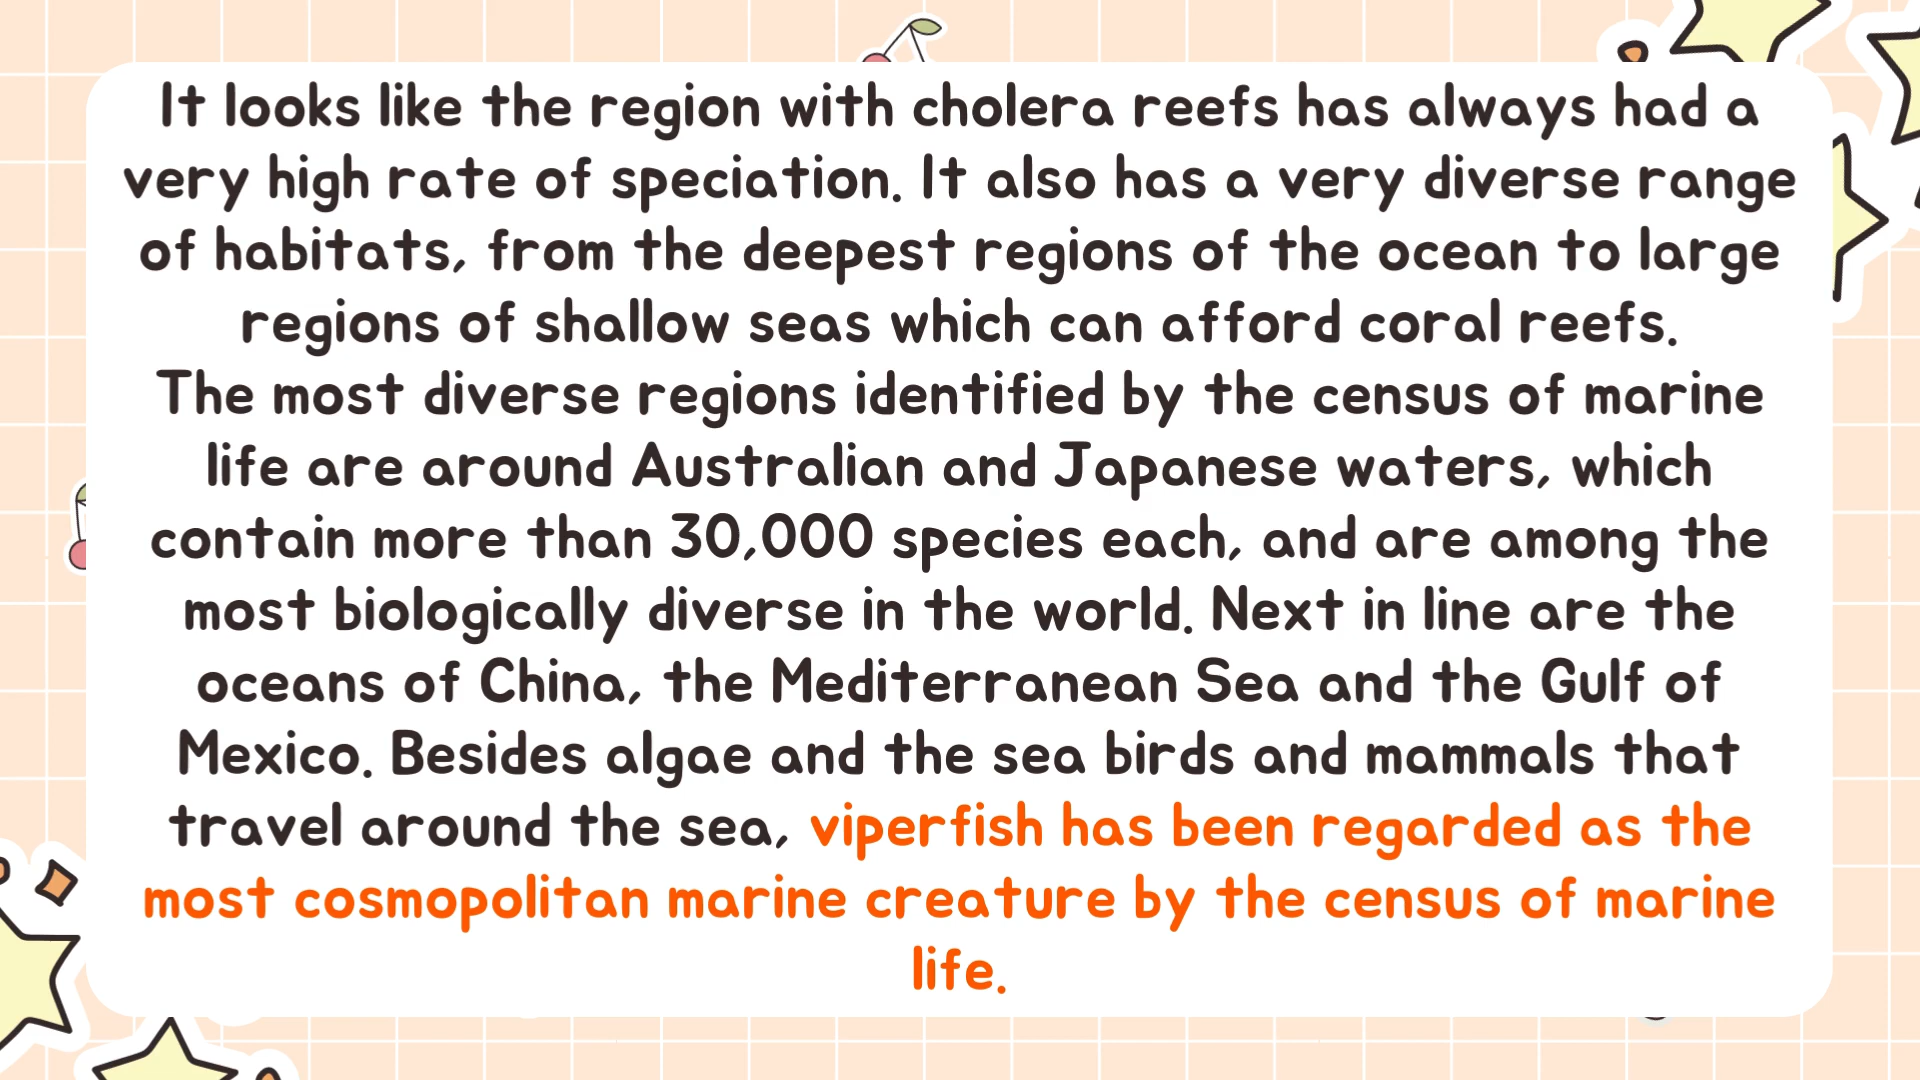 It looks like the region with cholera reefs has always had a
very high rate of speciation. It also has a very diverse range
of habitats, from the deepest regions of the ocean to large
regions of shallow seas which can afford coral reefs.
The most diverse regions identified by the census of marine
life are around Australian and Japanese waters, which
contain more than 30,000 species each, and are among the
most biologically diverse in the world. Next in line are the
oceans of China, the Mediterranean Sea and the Gulf of
Mexico. Besides algae and the sea birds and mammals that
travel around the sea, viperfish has been regarded as the
most cosmopolitan marine creature by the census of marine
life.